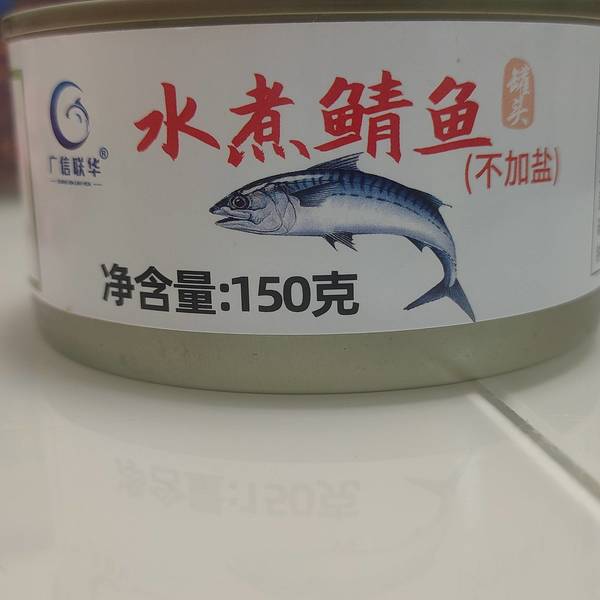 广信联华®
水煮鲭鱼
罐头
(不加盐)
净含量:150克